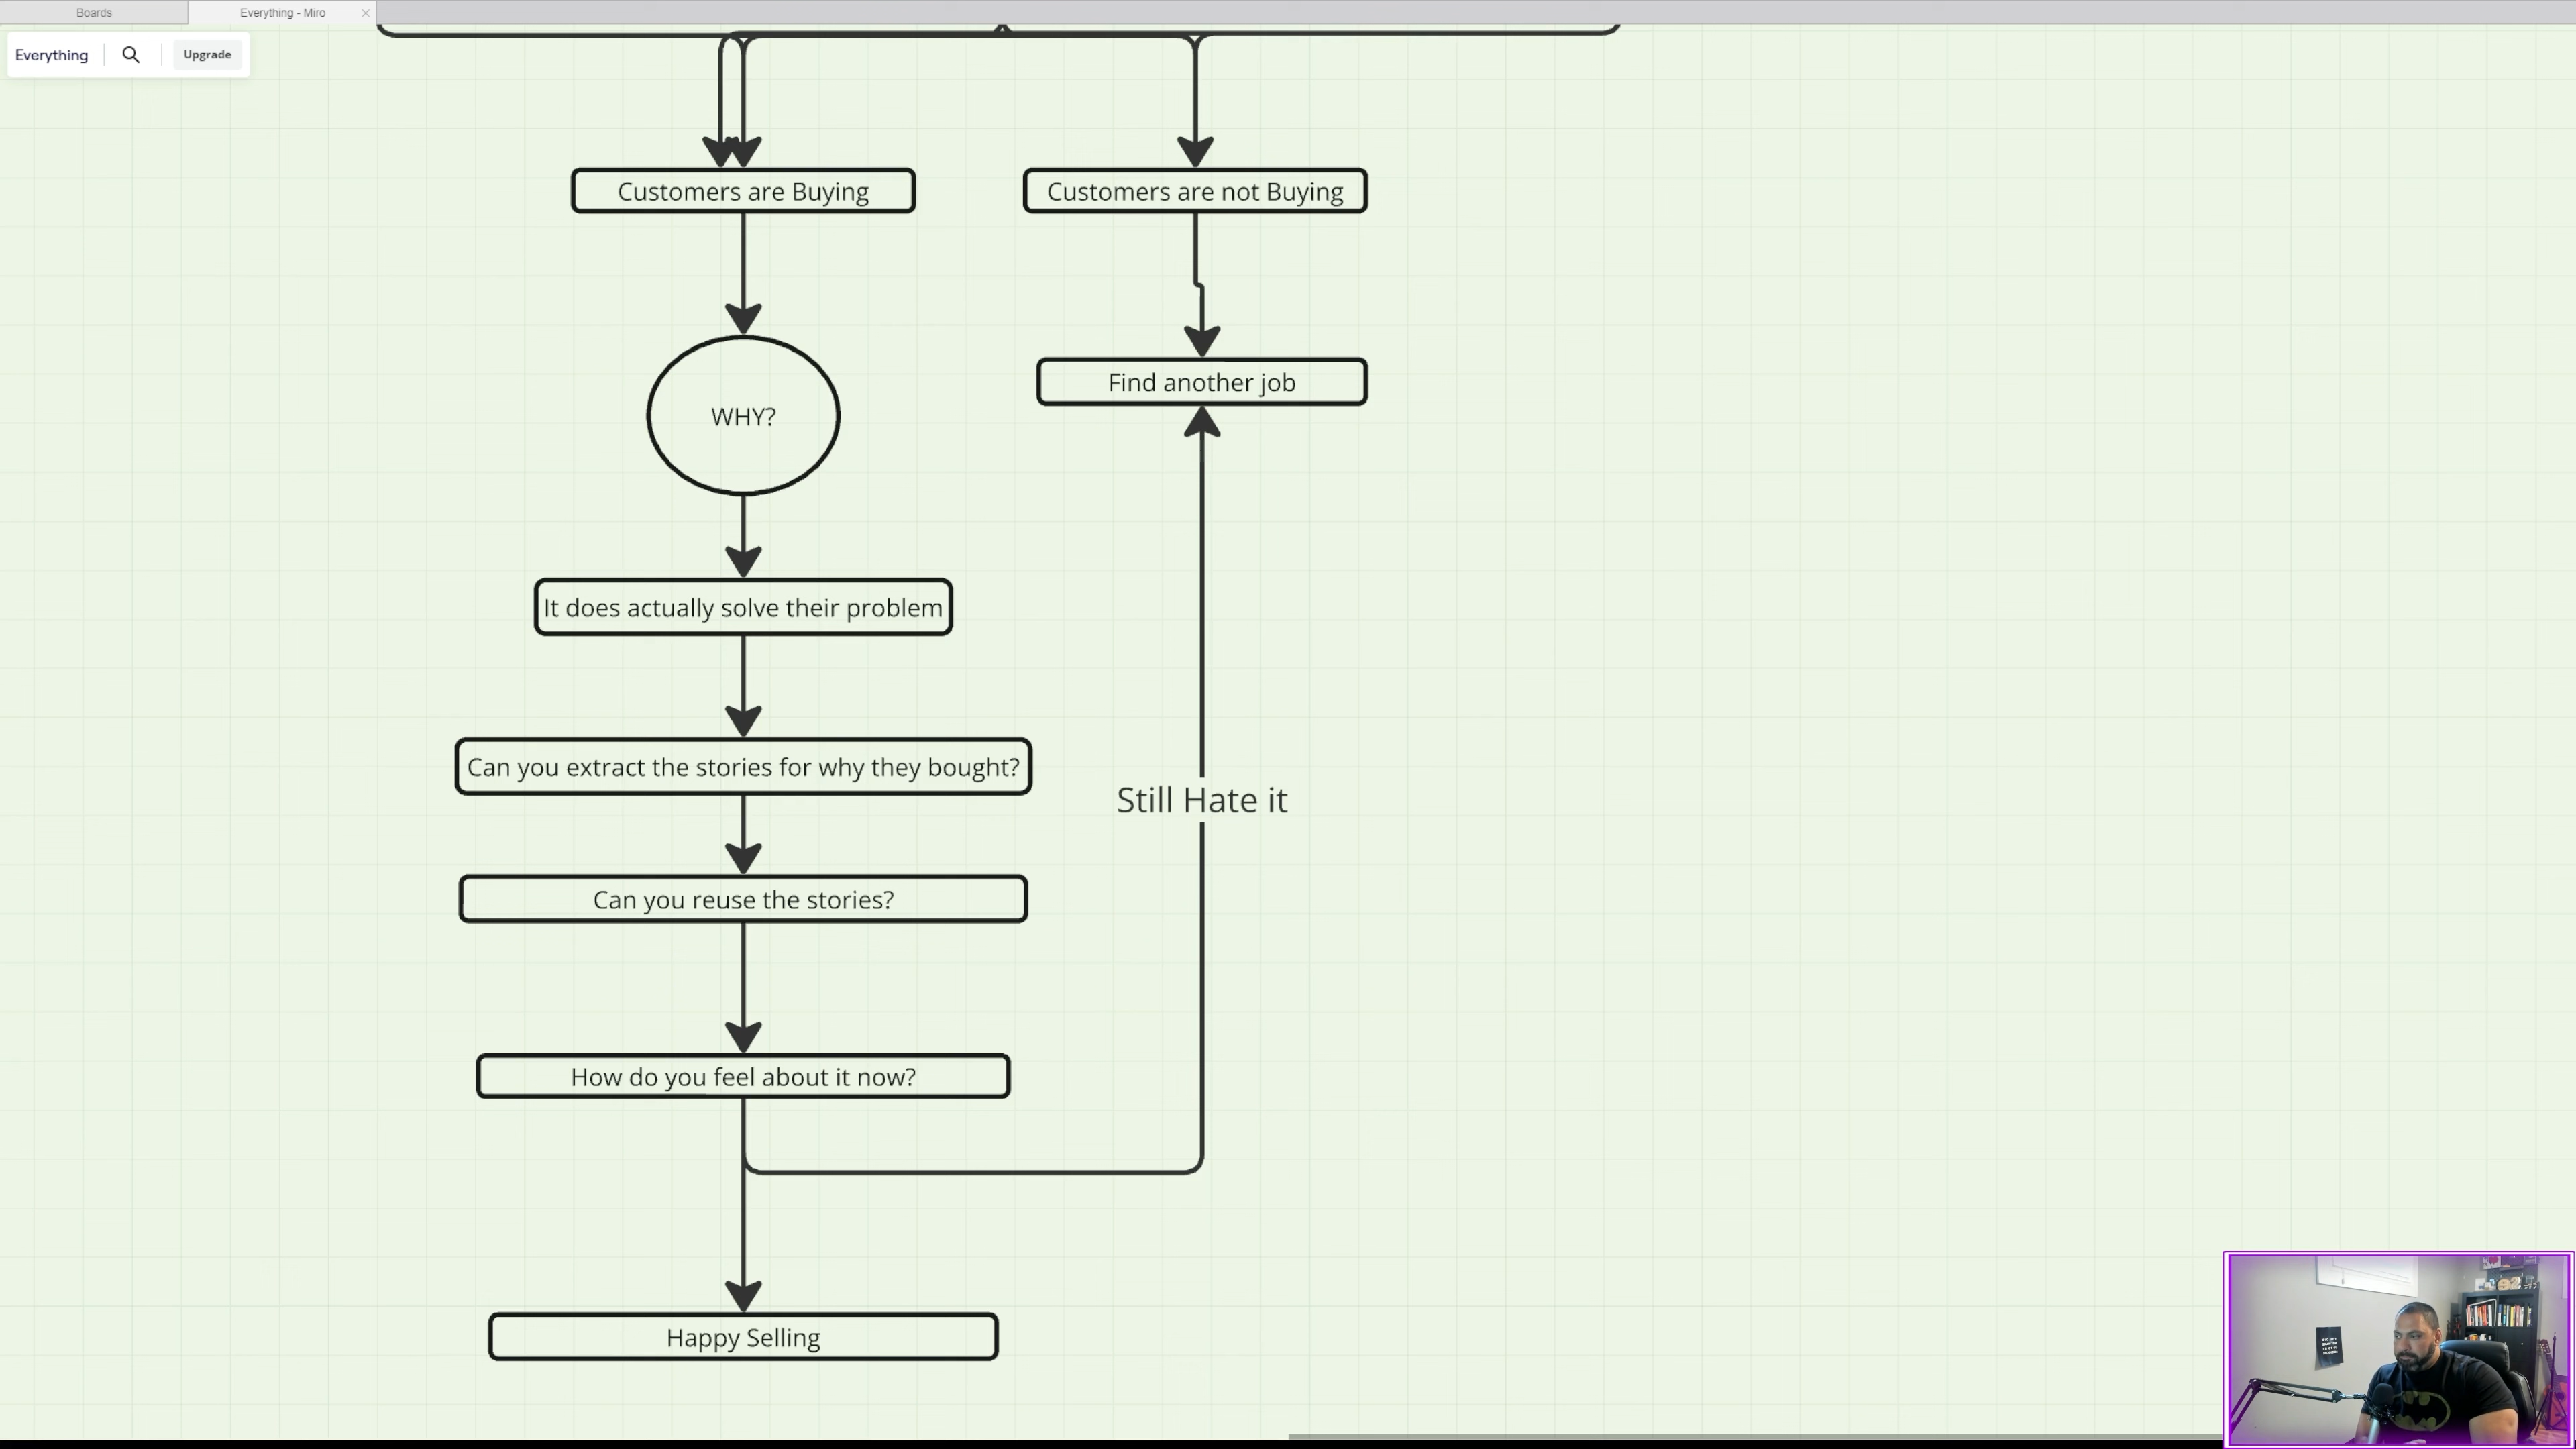 Boards
Everything - Miro
Everything
Upgrade
Customers are Buying
Customers are not Buying
Find another job
WHY?
It does actually solve their problem
Can you extract the stories for why they bought?
Still Hate it
Can you reuse the stories?
How do you feel about it now?
Happy Selling